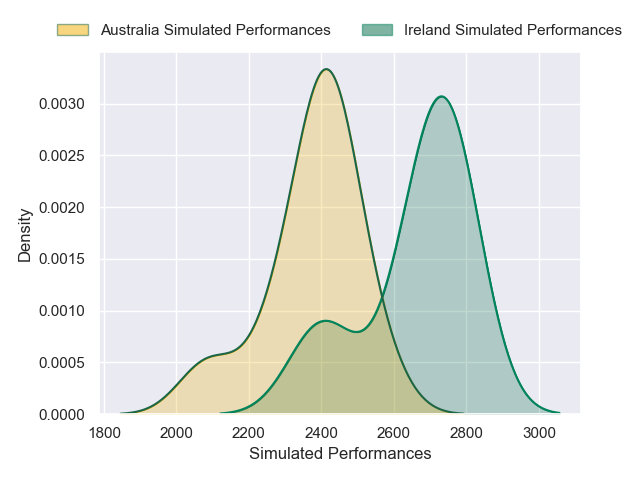 Australia Simulated Performances
Ireland Simulated Performances
0.0030
0.0025
0.0020
0.0015
0.0010
0.0005
0.0000
Density
1800 2000 2200 2400 2600 2800 3000
Simulated Performances